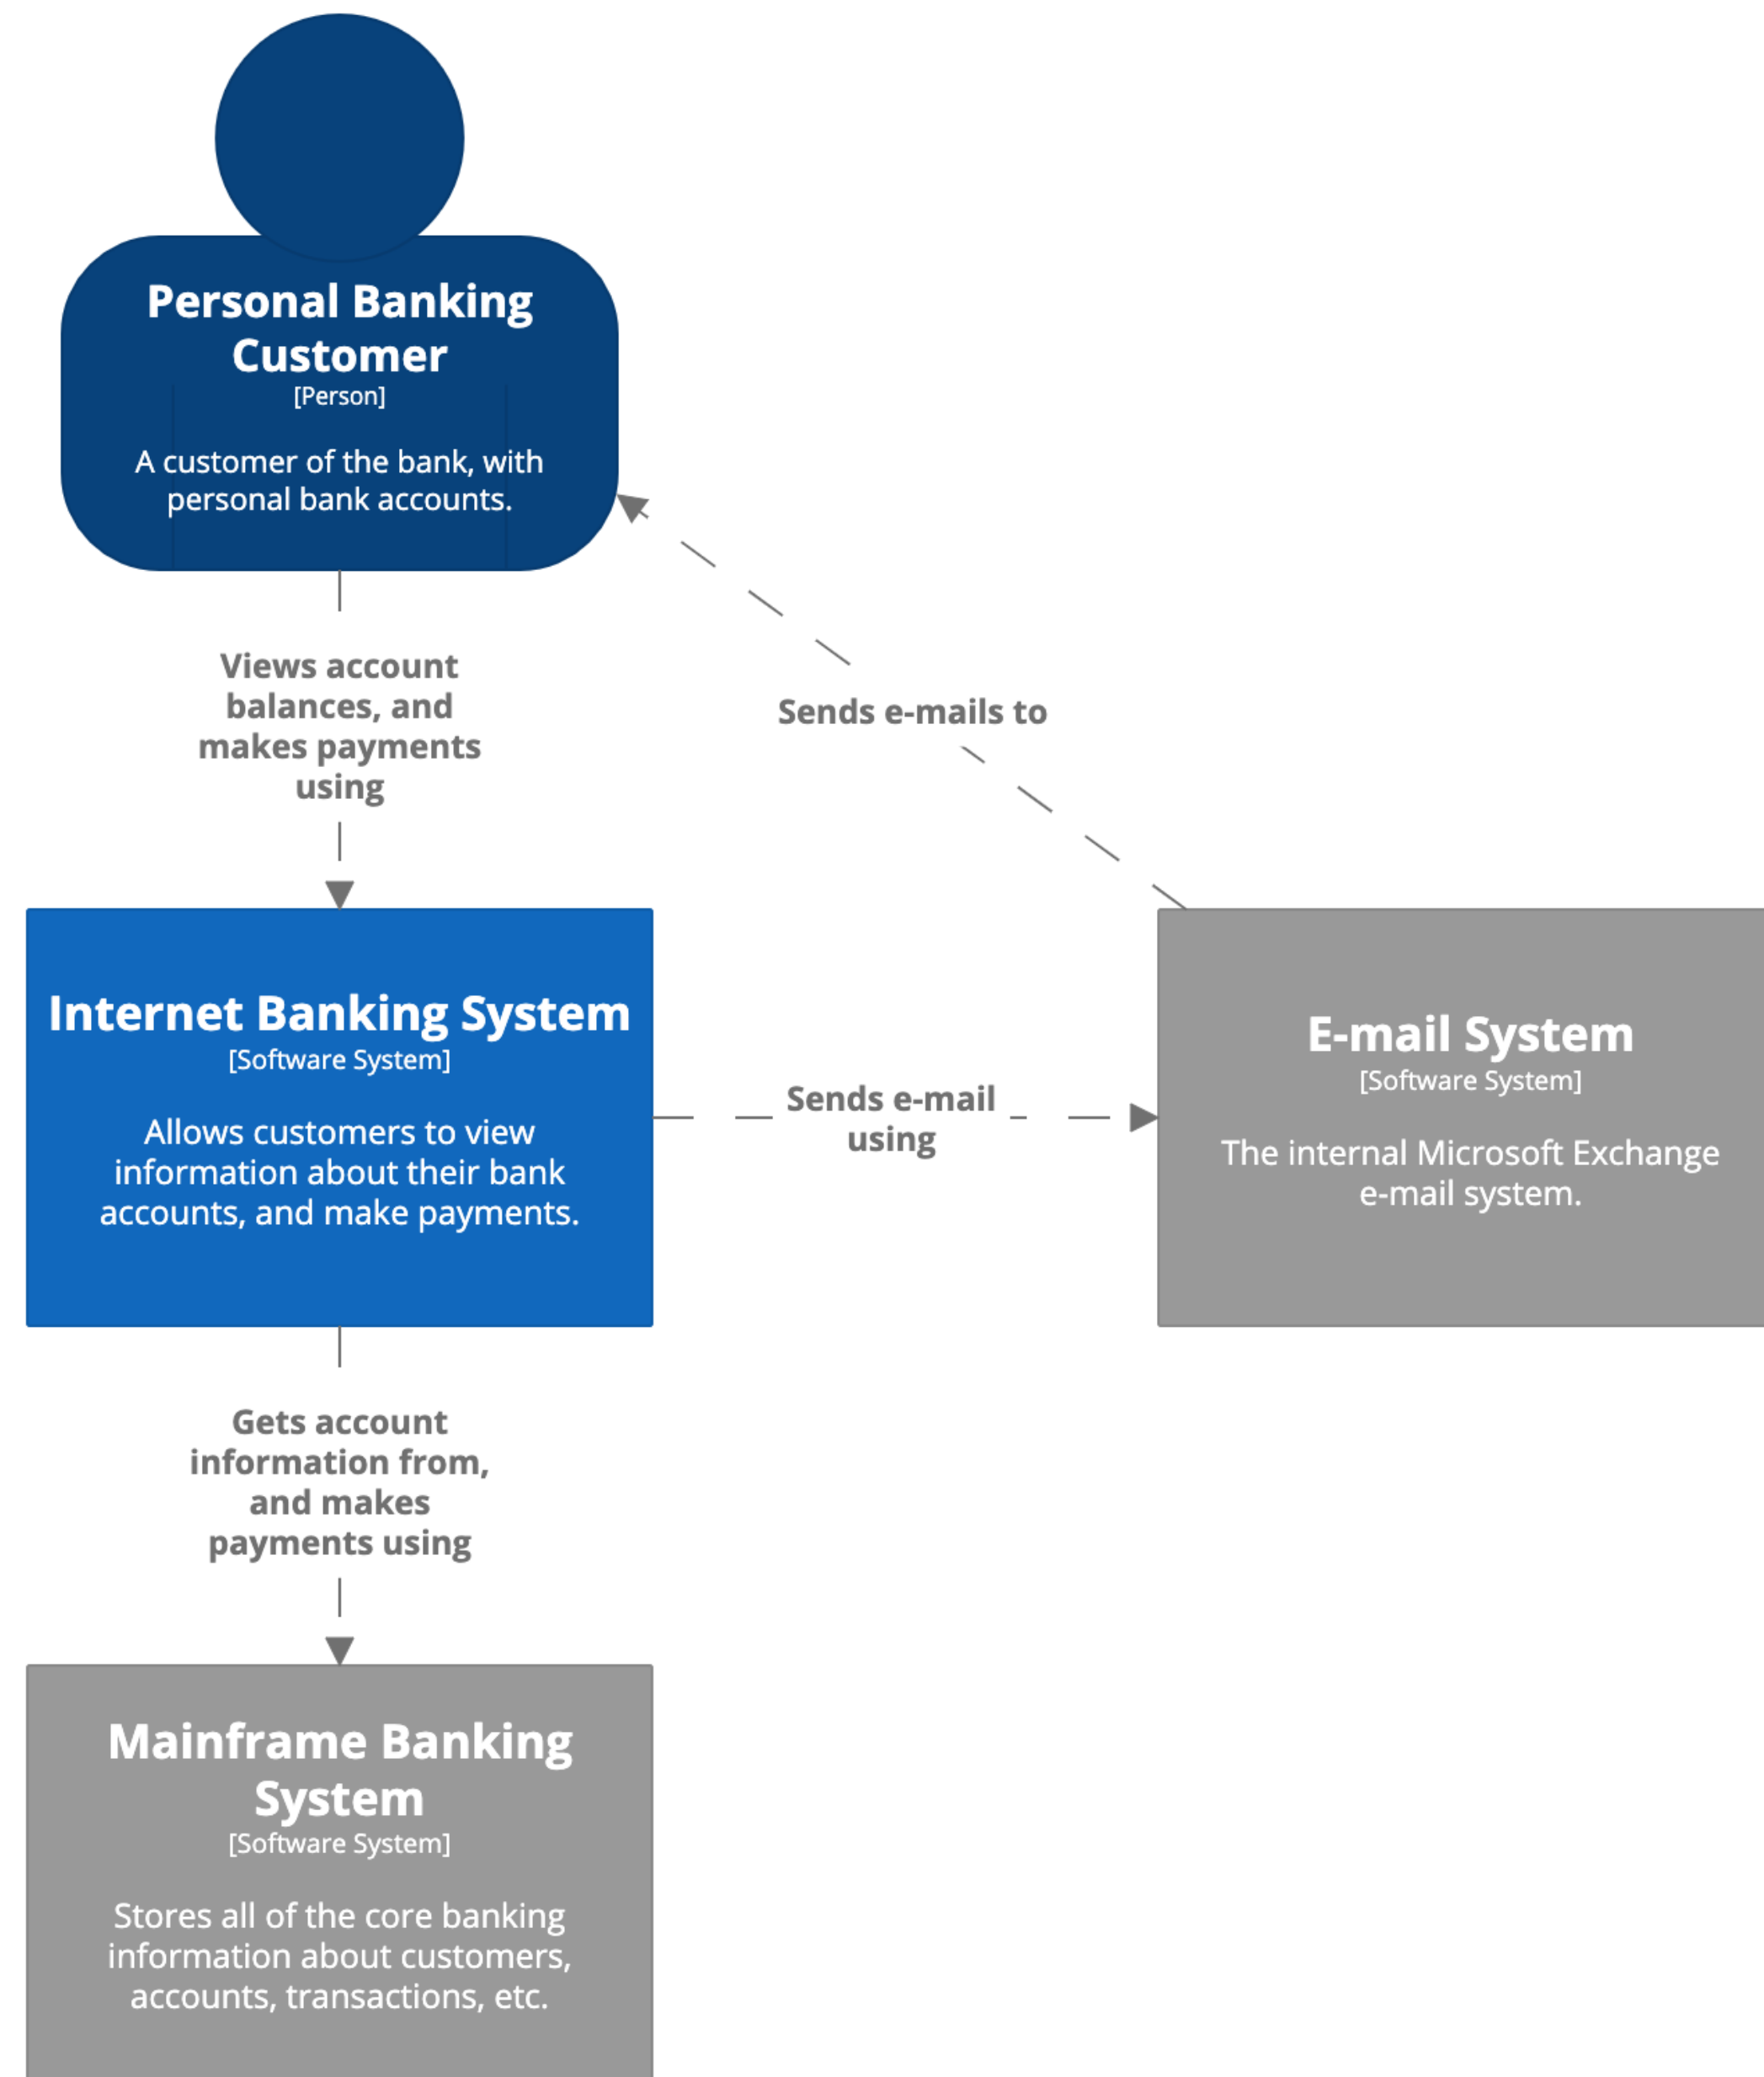 Personal Banking
Customer
[Person]
A customer of the bank, with
personal bank accounts.
Views account
balances, and
makes payments
using
Sends e-mails to
Internet Banking System
[Software System]
Allows customers to view
information about their bank
accounts, and make payments.
Sends e-mail
using
E-mail System
[Software System]
The internal Microsoft Exchange
e-mail system.
Gets account
information from,
and makes
payments using
Mainframe Banking
System
[Software System]
Stores all of the core banking
information about customers,
accounts, transactions, etc.